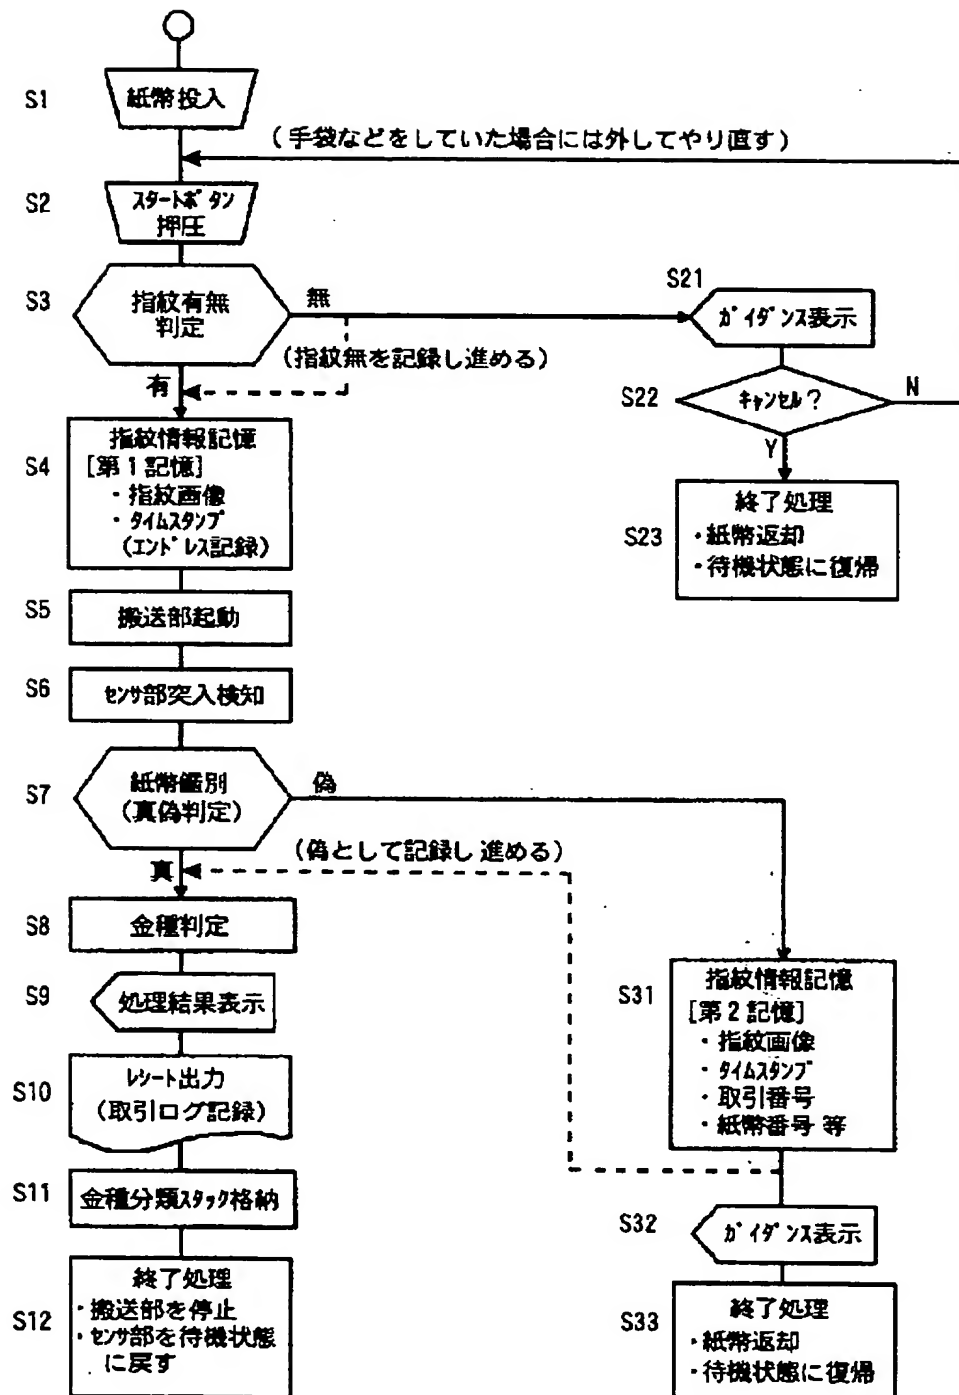 S1
紙幣投入
(手袋などをしていた場合には外してやり直す)
S2
ｽﾀｰﾄﾎﾞﾀﾝ
押圧
S3
指紋有無
判定
無
(指紋無を記録し進める)
有
S21
ｶﾞｲﾀﾞﾝｽ表示
S22
ｷｬﾝｾﾙ？
N
Y
S23
終了処理
・紙幣返却
・待機状態に復帰
S4
指紋情報記憶
[第1記憶]
・指紋画像
・ﾀｲﾑｽﾀﾝﾌﾟ
(ｴﾝﾄﾞﾚｽ記録)
S5
搬送部起動
S6
ｾﾝｻ部突入検知
S7
紙幣鑑別
(真偽判定)
偽
(偽として記録し進める)
真
S8
金種判定
S9
処理結果表示
S10
ﾚｼｰﾄ出力
(取引ログ記録)
S11
金種分類ｽﾀｯｸ格納
S12
終了処理
・搬送部を停止
・ｾﾝｻ部を待機状態
に戻す
S31
指紋情報記憶
[第2記憶]
・指紋画像
・ﾀｲﾑｽﾀﾝﾌﾟ
・取引番号
・紙幣番号 等
S32
ｶﾞｲﾀﾞﾝｽ表示
S33
終了処理
・紙幣返却
・待機状態に復帰